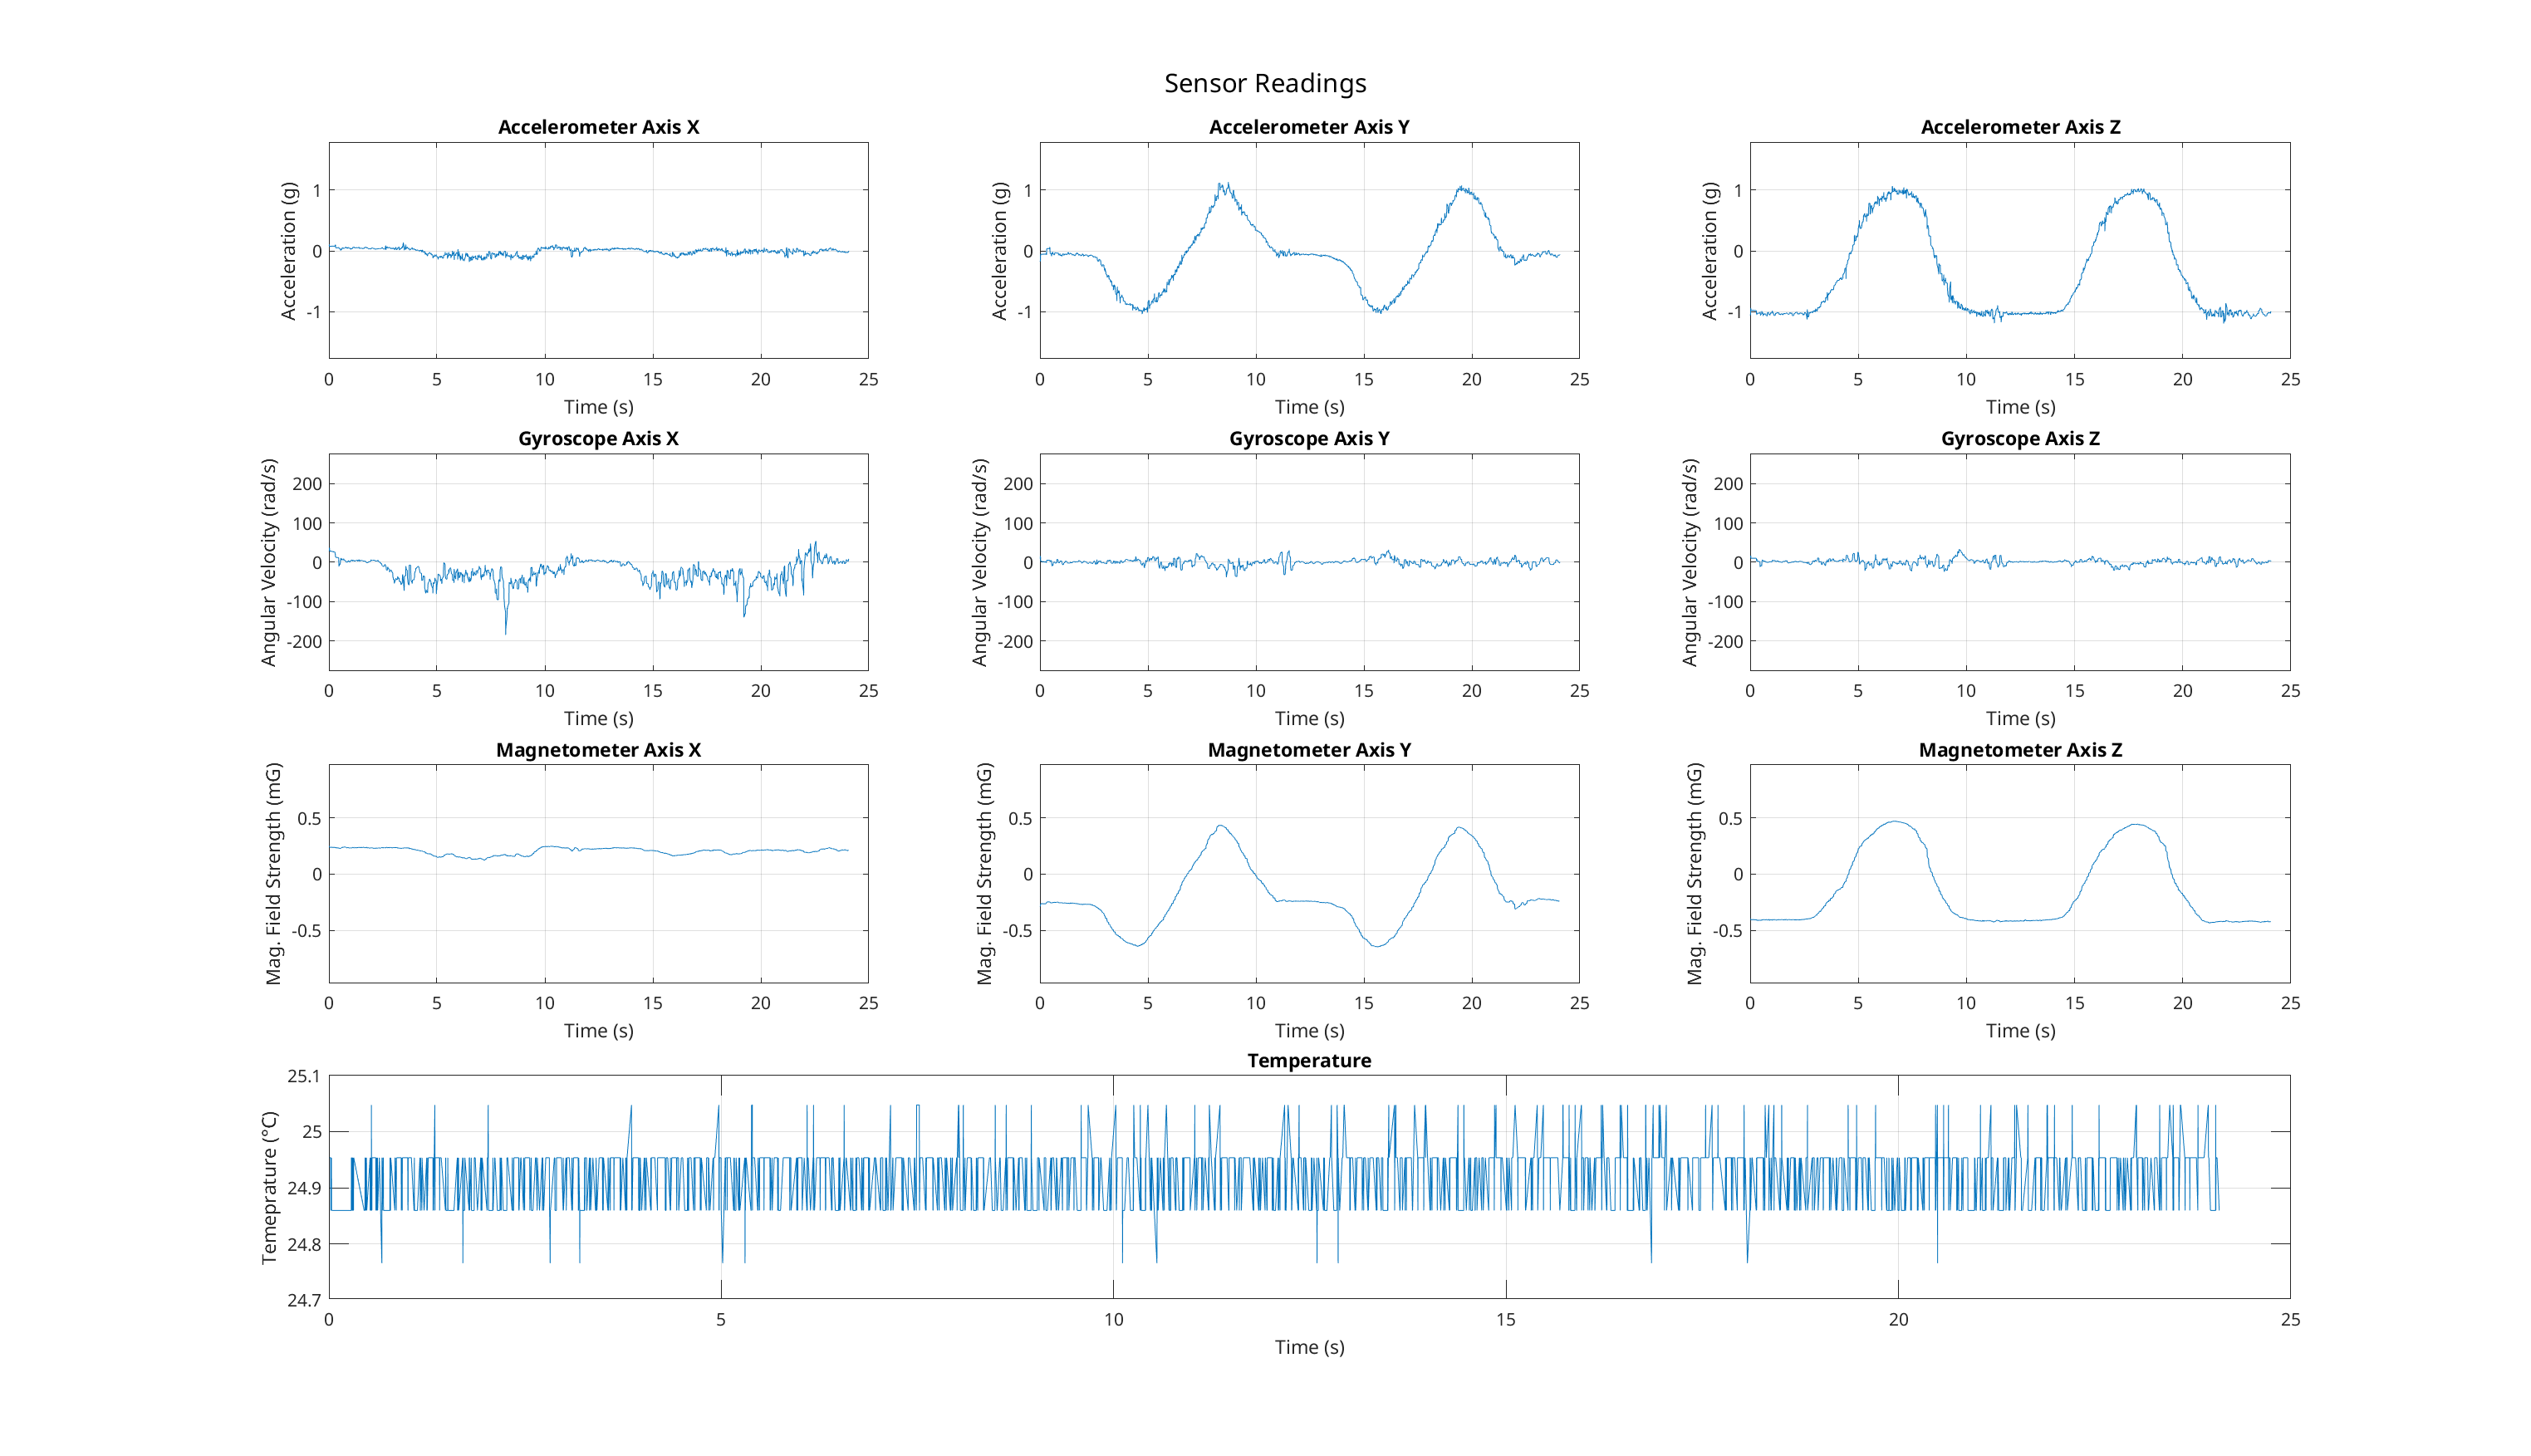 Sensor Readings
Accelerometer Axis X
Acceleration (g)
1
0
-1
0 5 10 15 20 25
Time (s)
Accelerometer Axis Y
Acceleration (g)
1
0
-1
0 5 10 15 20 25
Time (s)
Accelerometer Axis Z
Acceleration (g)
1
0
-1
0 5 10 15 20 25
Time (s)
Gyroscope Axis X
Angular Velocity (rad/s)
200
100
0
-100
-200
0 5 10 15 20 25
Time (s)
Gyroscope Axis Y
Angular Velocity (rad/s)
200
100
0
-100
-200
0 5 10 15 20 25
Time (s)
Gyroscope Axis Z
Angular Velocity (rad/s)
200
100
0
-100
-200
0 5 10 15 20 25
Time (s)
Magnetometer Axis X
Mag. Field Strength (mG)
0.5
0
-0.5
0 5 10 15 20 25
Time (s)
Magnetometer Axis Y
Mag. Field Strength (mG)
0.5
0
-0.5
0 5 10 15 20 25
Time (s)
Magnetometer Axis Z
Mag. Field Strength (mG)
0.5
0
-0.5
0 5 10 15 20 25
Time (s)
Temperature
Temeprature (°C)
25.1
25
24.9
24.8
24.7
0 5 10 15 20 25
Time (s)